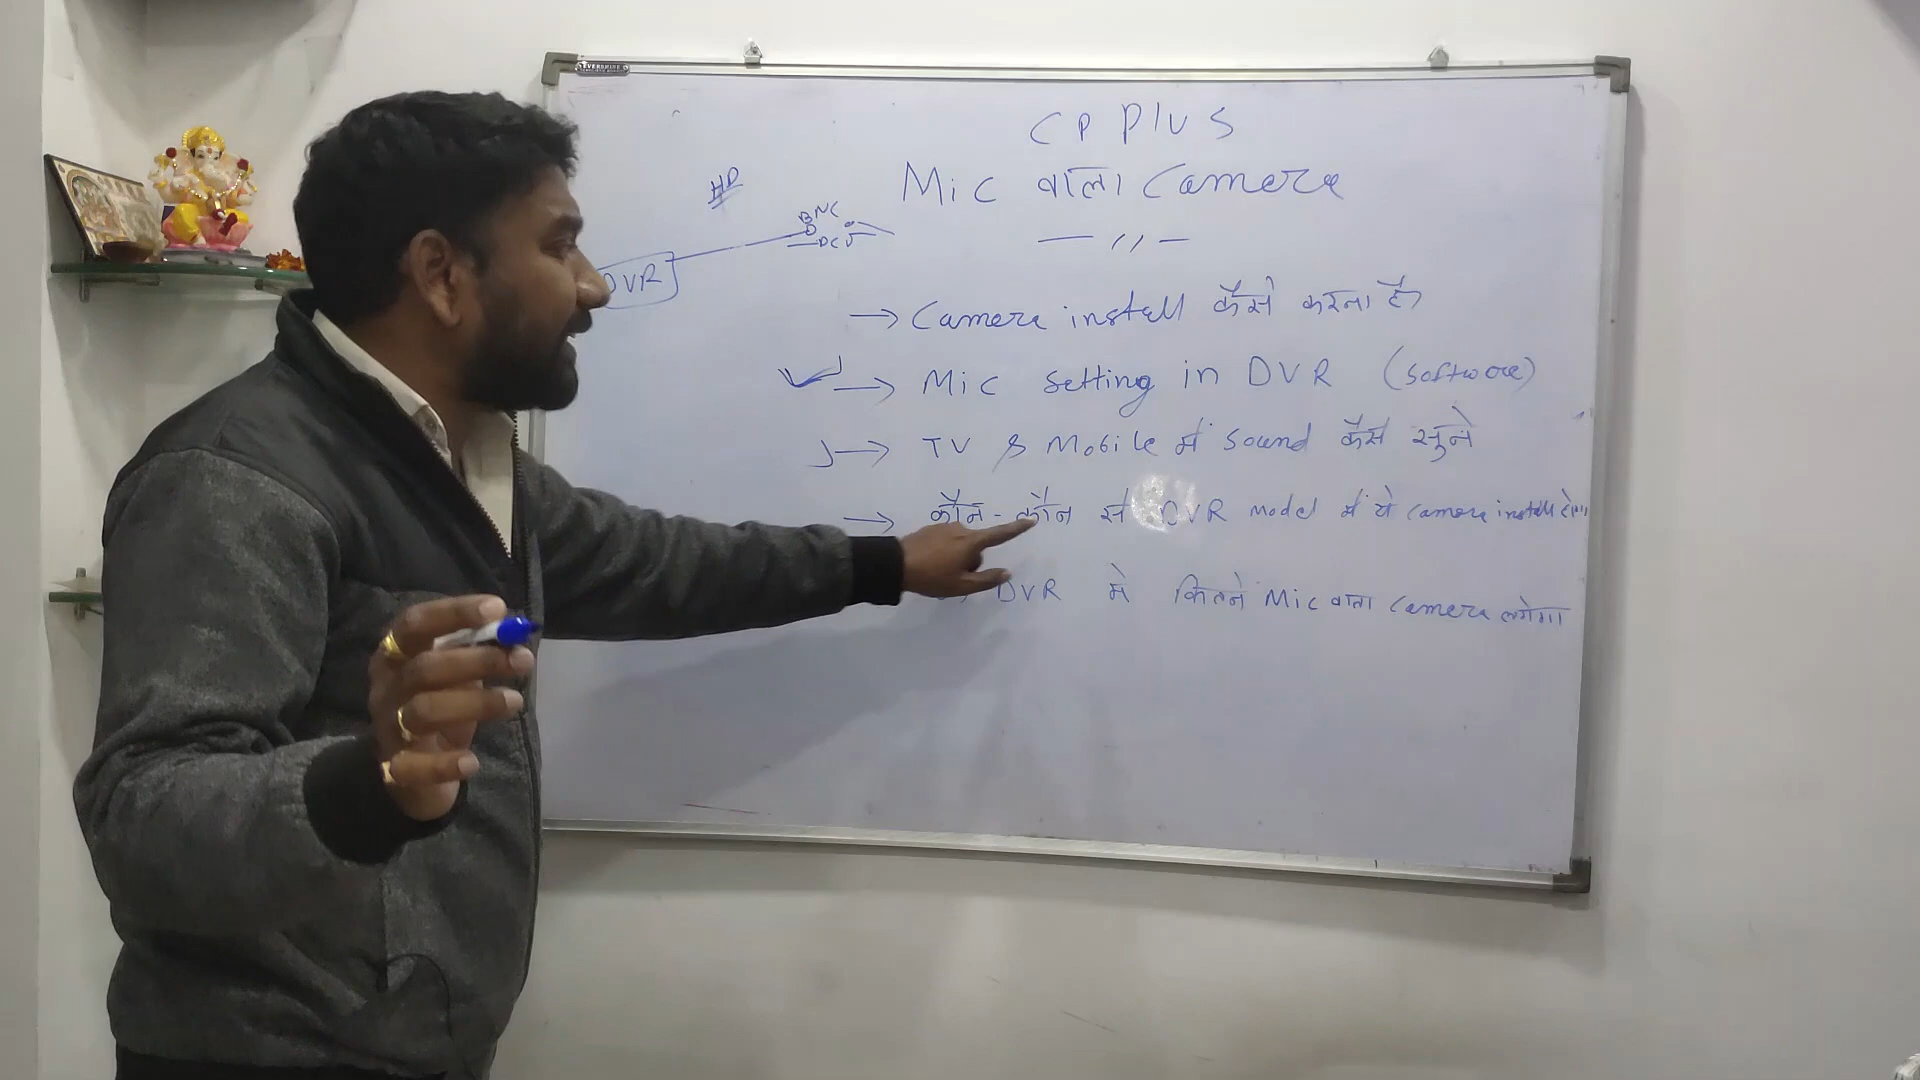 EVERSHINE
CP PLUS
Mic वाला Camera
HD
BNC
DC
DVR
→ Camera install कैसे करना है
→ Mic Setting in DVR (Software)
→ TV & Mobile में Sound कैसे सुने
→ कौन-कौन से DVR model में ये camera install होगा
DVR मे कितने Mic वाला Camera लगेगा